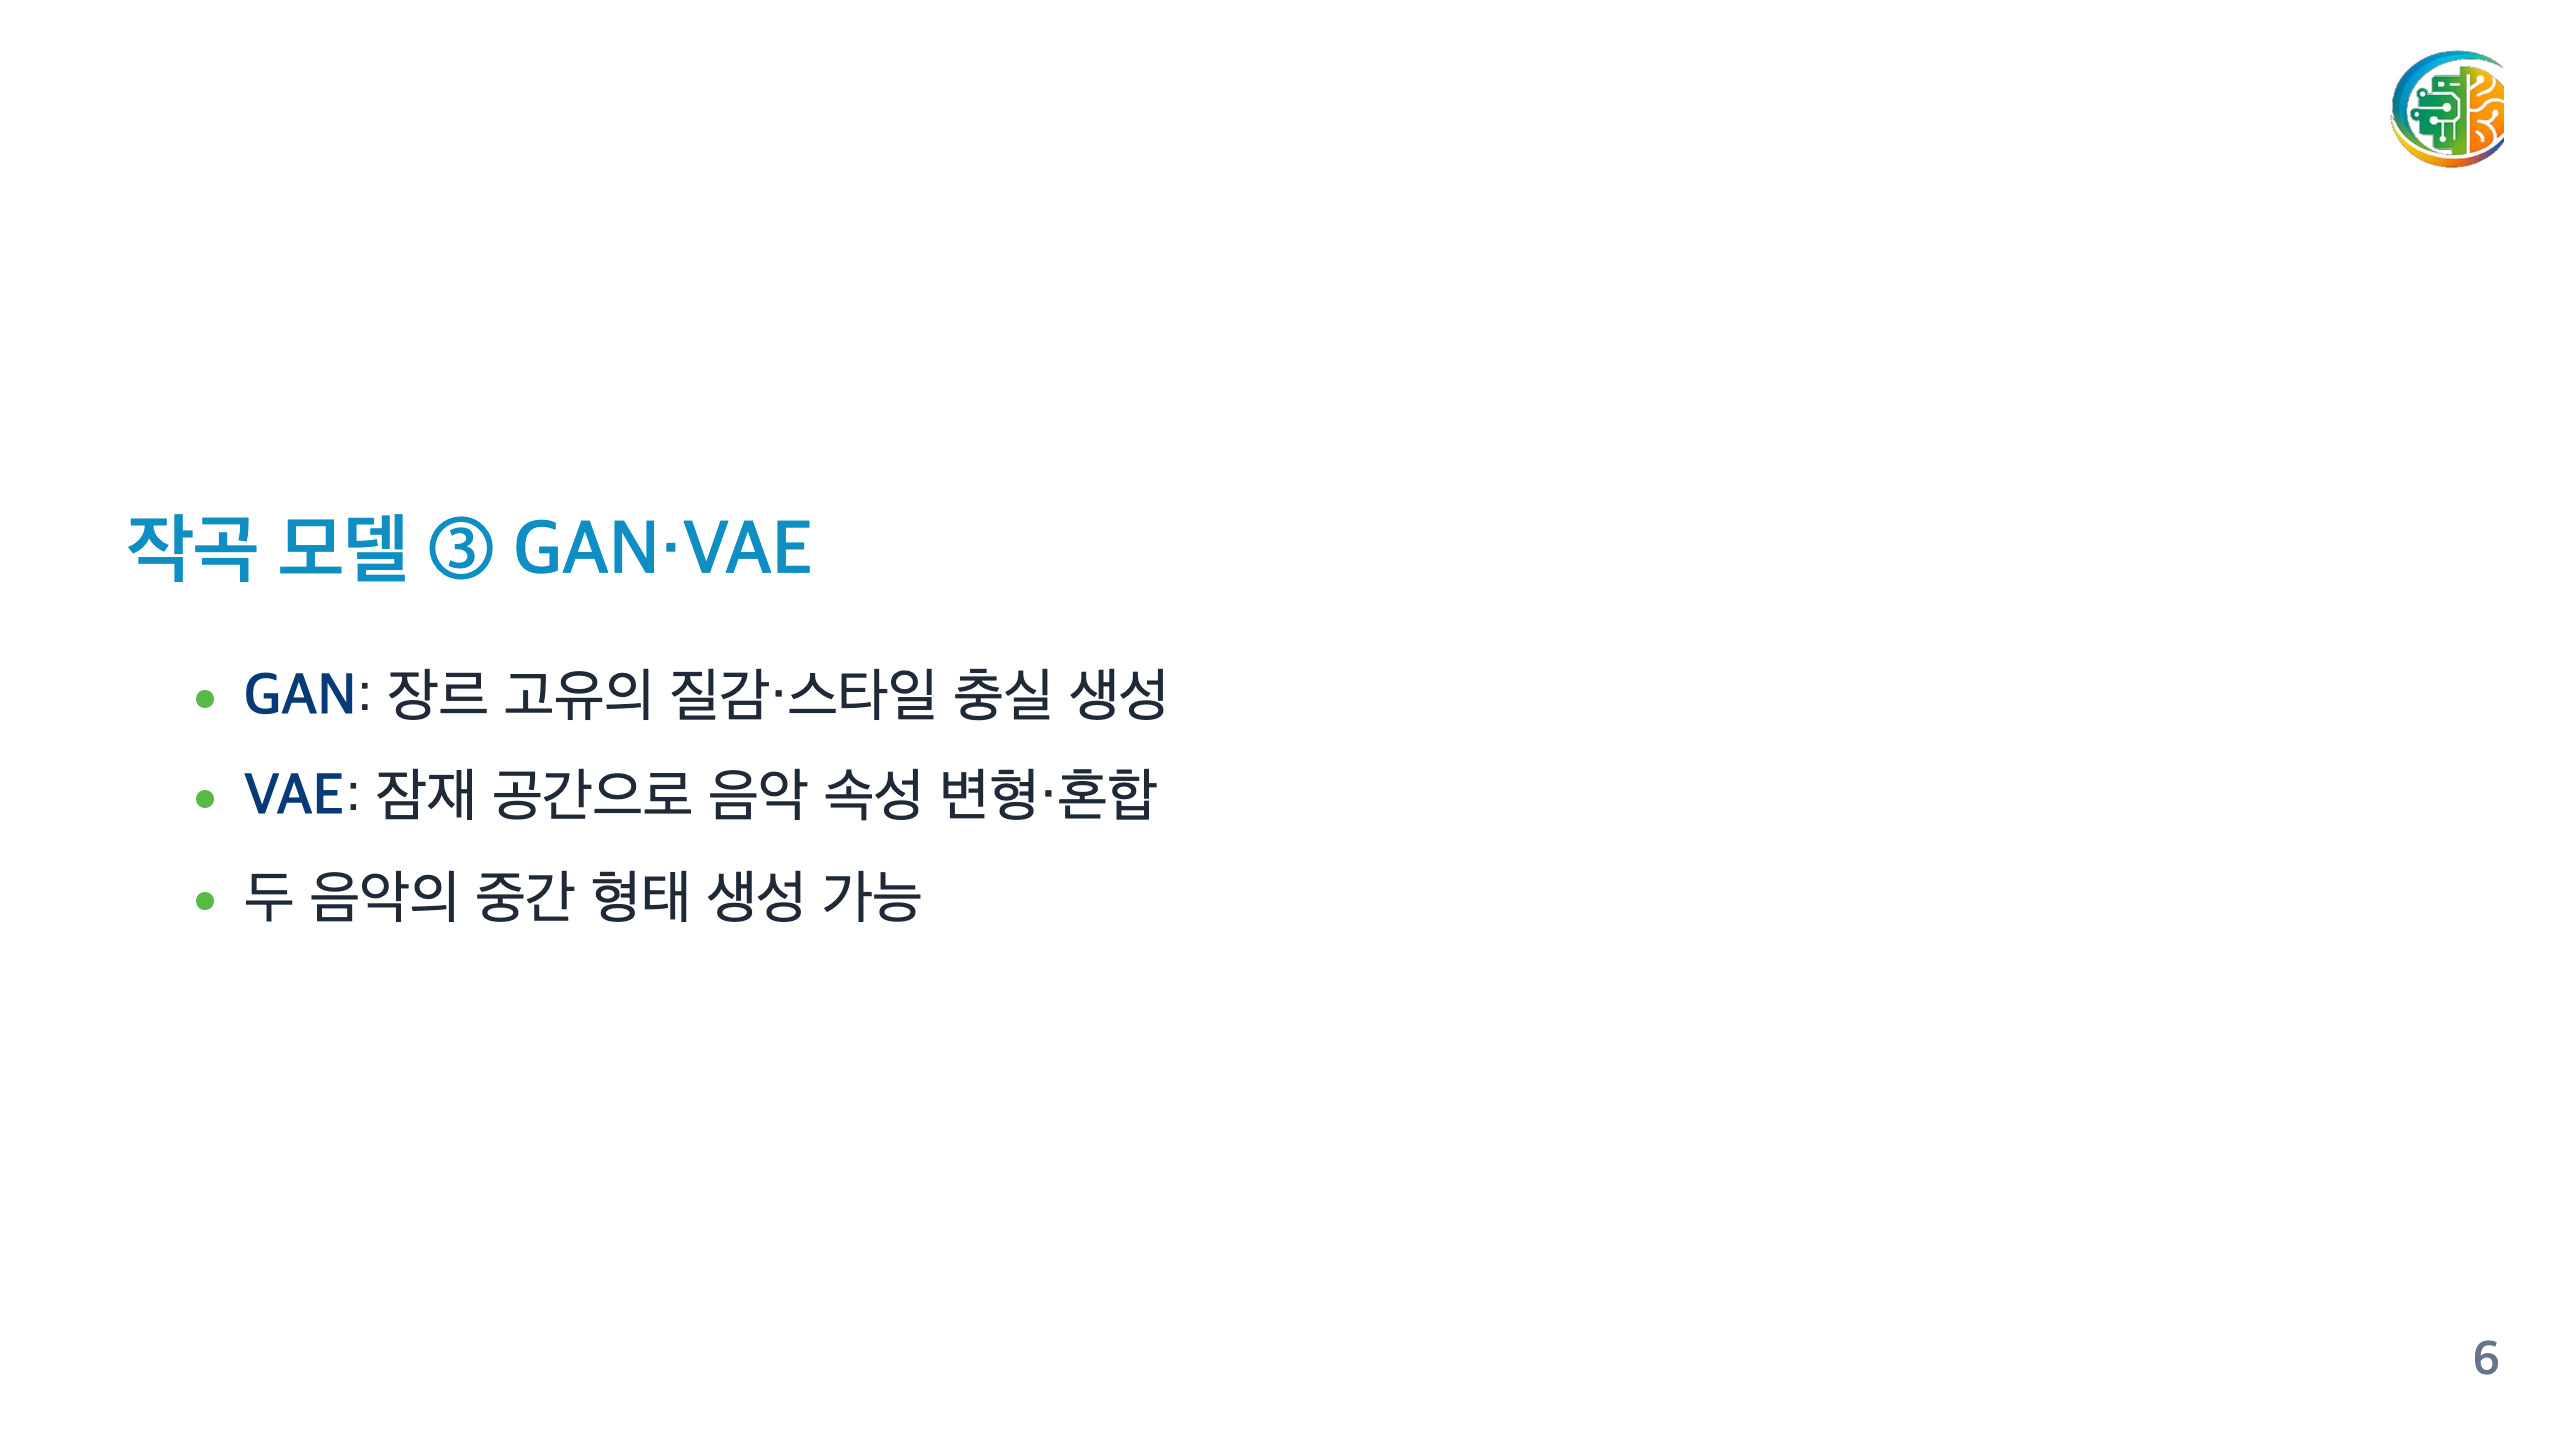 작곡 모델 ③ GAN·VAE
• GAN: 장르 고유의 질감·스타일 충실 생성
• VAE: 잠재 공간으로 음악 속성 변형·혼합
• 두 음악의 중간 형태 생성 가능
6